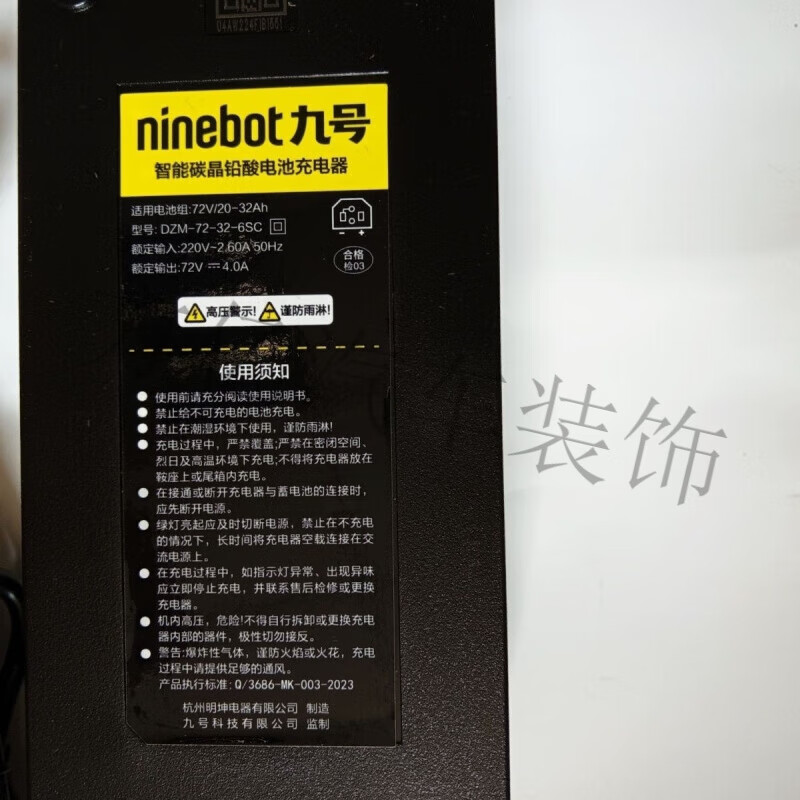 ninebot九号
智能碳晶铅酸电池充电器
适用电池组:72V/20-32Ah
型号: DZM-72-32-6SC
额定输入:220V~2.60A 50Hz
额定输出:72V 4.0A
- +
合格
检03
高压警示! 谨防雨淋!
使用须知
使用前请充分阅读使用说明书。
禁止给不可充电的电池充电。
禁止在潮湿环境下使用，谨防雨淋!
充电过程中，严禁覆盖;严禁在密闭空间、
烈日及高温环境下充电;不得将充电器放在
鞍座上或尾箱内充电。
在接通或断开充电器与蓄电池的连接时，
应先断开电源。
绿灯亮起应及时切断电源，禁止在不充电
的情况下，长时间将充电器空载连接在交
流电源上。
在充电过程中，如指示灯异常、出现异味
应立即停止充电，并联系售后检修或更换
充电器。
机内高压，危险!不得自行拆卸或更换充电
器内部的器件，极性切勿接反。
警告:爆炸性气体，谨防火焰或火花，充电
过程中请提供足够的通风。
产品执行标准: Q/3686-MK-003-2023
杭州明坤电器有限公司 制造
九号科技有限公司 监制
装饰